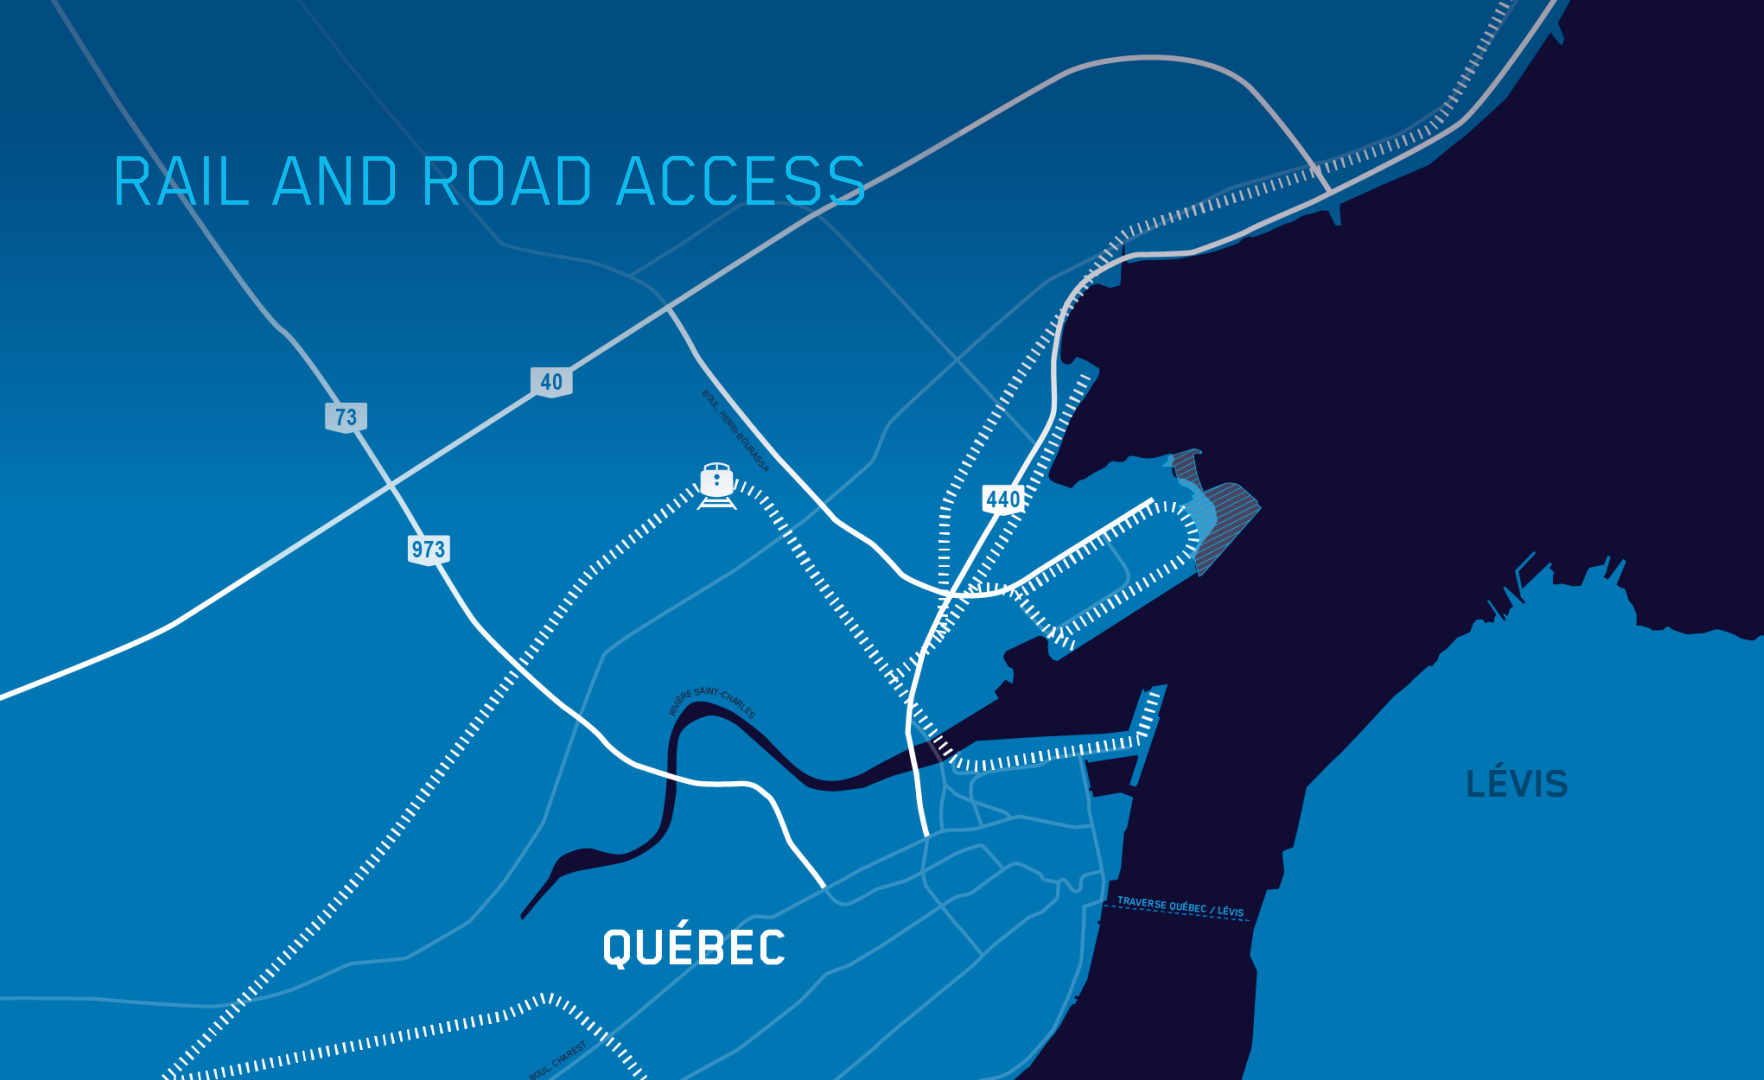 RAIL AND ROAD ACCESS
40
73
BOUL. HENRI-BOURASSA
440
973
RIVIÈRE SAINT-CHARLES
LÉVIS
TRAVERSE QUÉBEC / LÉVIS
QUÉBEC
BOUL. CHAREST